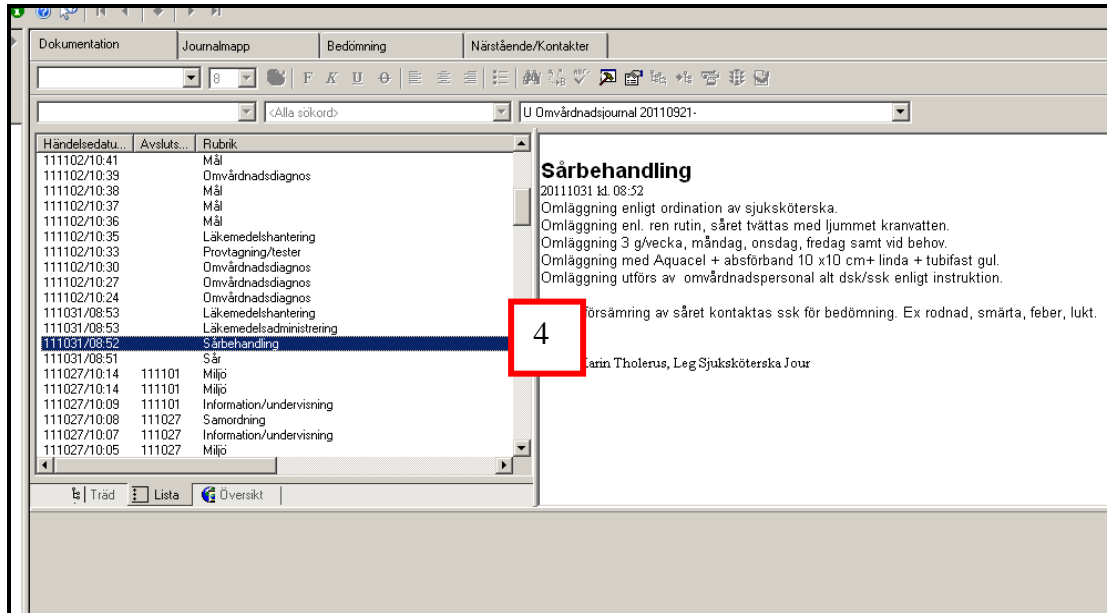 Dokumentation Journalmapp Bedömning Närstående/Kontakter
8 F K U
<Alla sökord> U Omvårdnadsjournal 20110921-
Händelsedatu... Avsluts... Rubrik
111102/10:41 Mål
111102/10:39 Omvårdnadsdiagnos
111102/10:38 Mål
111102/10:37 Mål
111102/10:36 Mål
111102/10:35 Läkemedelshantering
111102/10:33 Provtagning/tester
111102/10:30 Omvårdnadsdiagnos
111102/10:27 Omvårdnadsdiagnos
111102/10:24 Omvårdnadsdiagnos
111031/08:53 Läkemedelshantering
111031/08:53 Läkemedelsadministrering
111031/08:52 Sårbehandling
111031/08:51 Sår
111027/10:14 111101 Miljö
111027/10:14 111101 Miljö
111027/10:09 111101 Information/undervisning
111027/10:08 111027 Samordning
111027/10:07 111027 Information/undervisning
111027/10:05 111027 Miljö
Träd Lista Översikt
Sårbehandling
20111031 kl. 08:52
Omläggning enligt ordination av sjuksköterska.
Omläggning enl. ren rutin, såret tvättas med ljummet kranvatten.
Omläggning 3 g/vecka, måndag, onsdag, fredag samt vid behov.
Omläggning med Aquacel + absförband 10 x10 cm+ linda + tubifast gul.
Omläggning utförs av omvårdnadspersonal alt dsk/ssk enligt instruktion.
försämring av såret kontaktas ssk för bedömning. Ex rodnad, smärta, feber, lukt.
4
Tholerus, Leg Sjuksköterska Jour